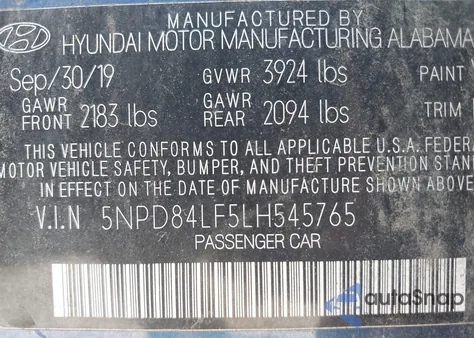 MANUFACTURED BY
HYUNDAI MOTOR MANUFACTURING ALABAMA
Sep/30/19 GVWR 3924 lbs PAINT
GAWR FRONT 2183 lbs GAWR REAR 2094 lbs TRIM
THIS VEHICLE CONFORMS TO ALL APPLICABLE U.S.A. FEDERA
MOTOR VEHICLE SAFETY, BUMPER, AND THEFT PREVENTION STAN
IN EFFECT ON THE DATE OF MANUFACTURE SHOWN ABOVE
V.I.N 5NPD84LF5LH545765
PASSENGER CAR
autoSnap